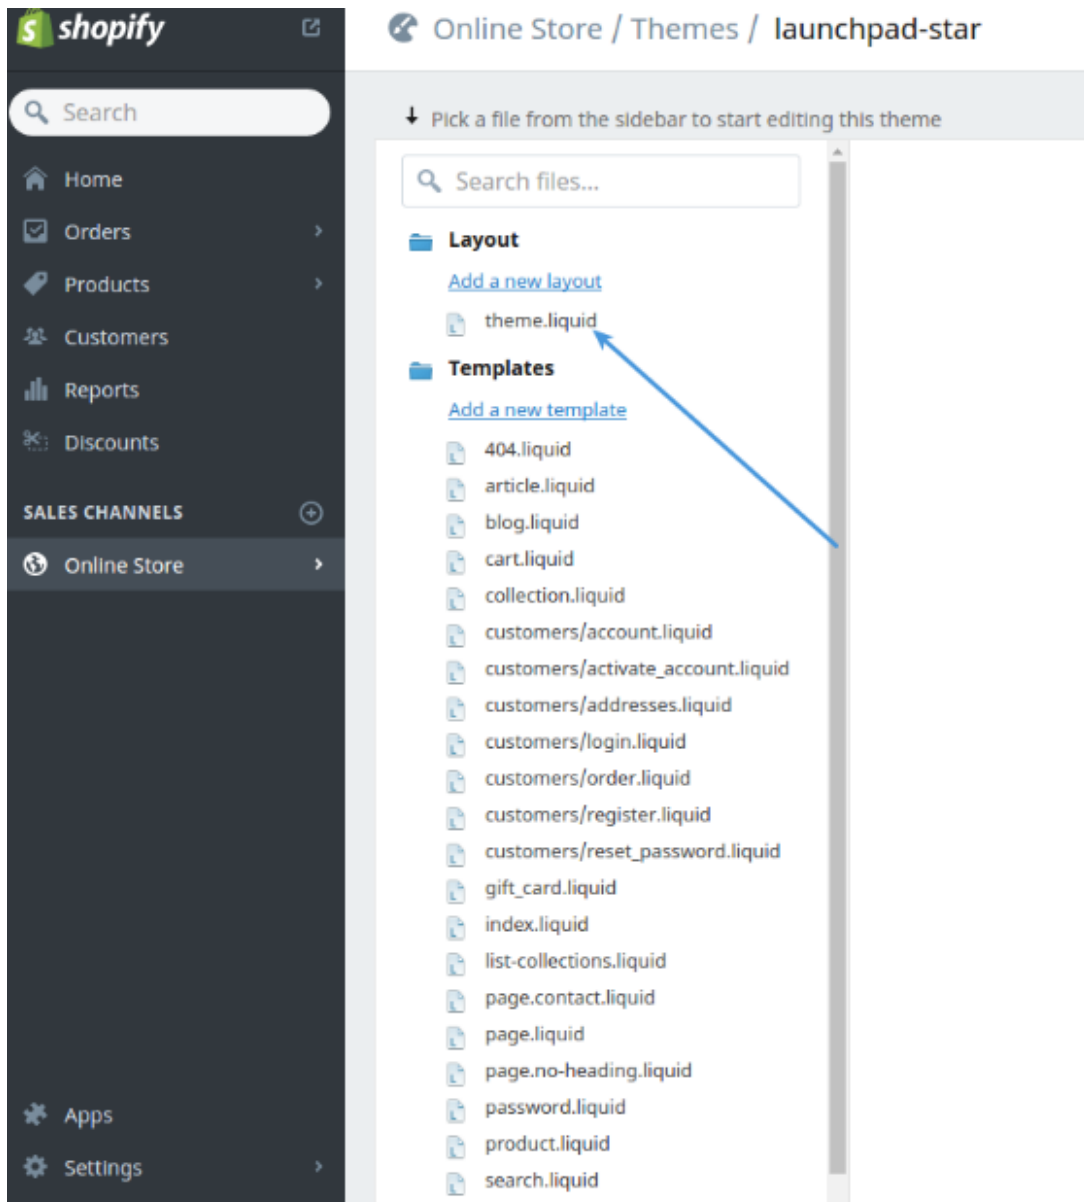 shopify
Search
Home
Orders
Products
Customers
Reports
Discounts
SALES CHANNELS
Online Store
Apps
Settings
Online Store / Themes / launchpad-star
Pick a file from the sidebar to start editing this theme
Search files...
Layout
Add a new layout
theme.liquid
Templates
Add a new template
404.liquid
article.liquid
blog.liquid
cart.liquid
collection.liquid
customers/account.liquid
customers/activate_account.liquid
customers/addresses.liquid
customers/login.liquid
customers/order.liquid
customers/register.liquid
customers/reset_password.liquid
gift_card.liquid
index.liquid
list-collections.liquid
page.contact.liquid
page.liquid
page.no-heading.liquid
password.liquid
product.liquid
search.liquid